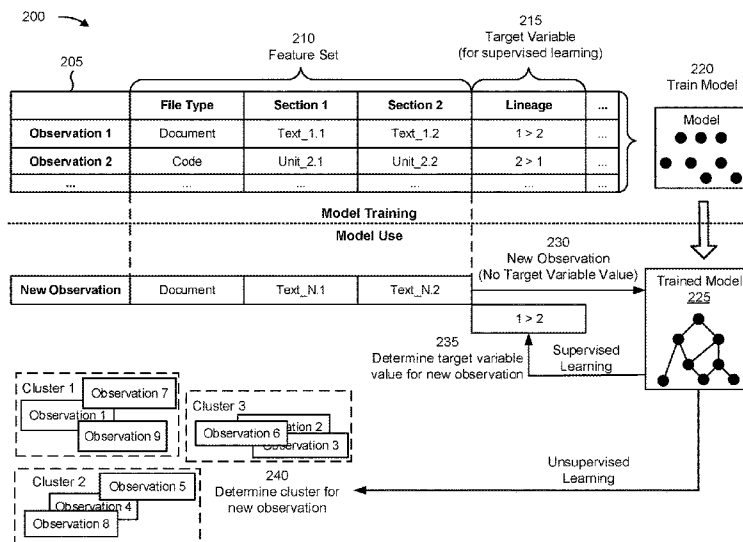 200
210
Feature Set
215
Target Variable
(for supervised learning)
205
220
Train Model
File Type Section 1 Section 2 Lineage ...
Observation 1 Document Text_1.1 Text_1.2 1 > 2 ...
Observation 2 Code Unit_2.1 Unit_2.2 2 > 1 ...
... ... ... ... ... ...
Model
Model Training
Model Use
230
New Observation
(No Target Variable Value)
New Observation Document Text_N.1 Text_N.2
Trained Model
225
1 > 2
235
Determine target variable
value for new observation
Supervised
Learning
Cluster 1
Observation 7
Observation 1
Observation 9
Cluster 3
Observation 2
Observation 6
Observation 3
Cluster 2
Observation 5
Observation 4
Observation 8
240
Determine cluster for
new observation
Unsupervised
Learning